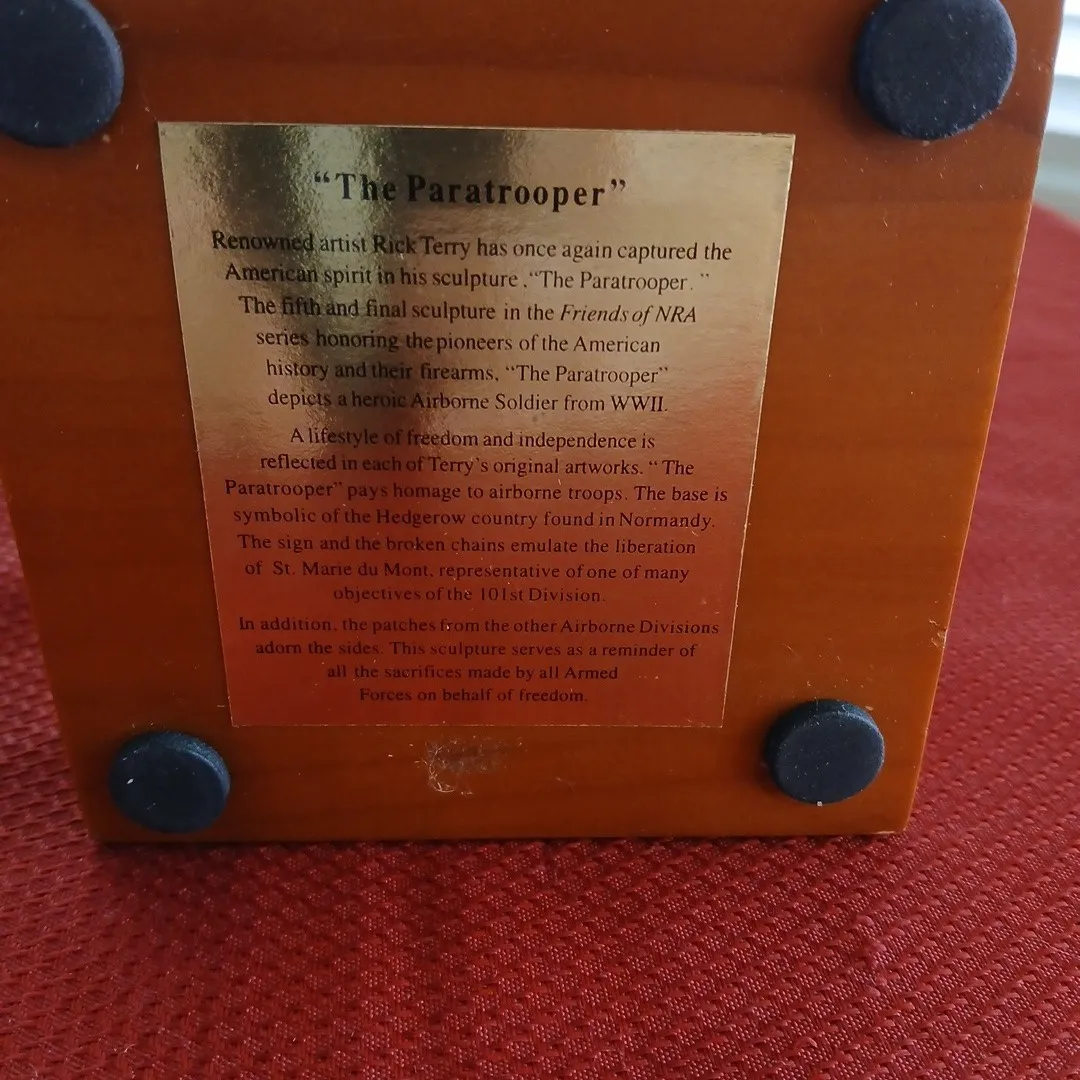 “The Paratrooper”
Renowned artist Rick Terry has once again captured the
American spirit in his sculpture .“The Paratrooper.”
The fifth and final sculpture in the Friends of NRA
series honoring the pioneers of the American
history and their firearms, “The Paratrooper”
depicts a heroic Airborne Soldier from WWII.
A lifestyle of freedom and independence is
reflected in each of Terry's original artworks. “ The
Paratrooper” pays homage to airborne troops. The base is
symbolic of the Hedgerow country found in Normandy.
The sign and the broken chains emulate the liberation
of St. Marie du Mont, representative of one of many
objectives of the 101st Division.
In addition, the patches from the other Airborne Divisions
adorn the sides. This sculpture serves as a reminder of
all the sacrifices made by all Armed
Forces on behalf of freedom.